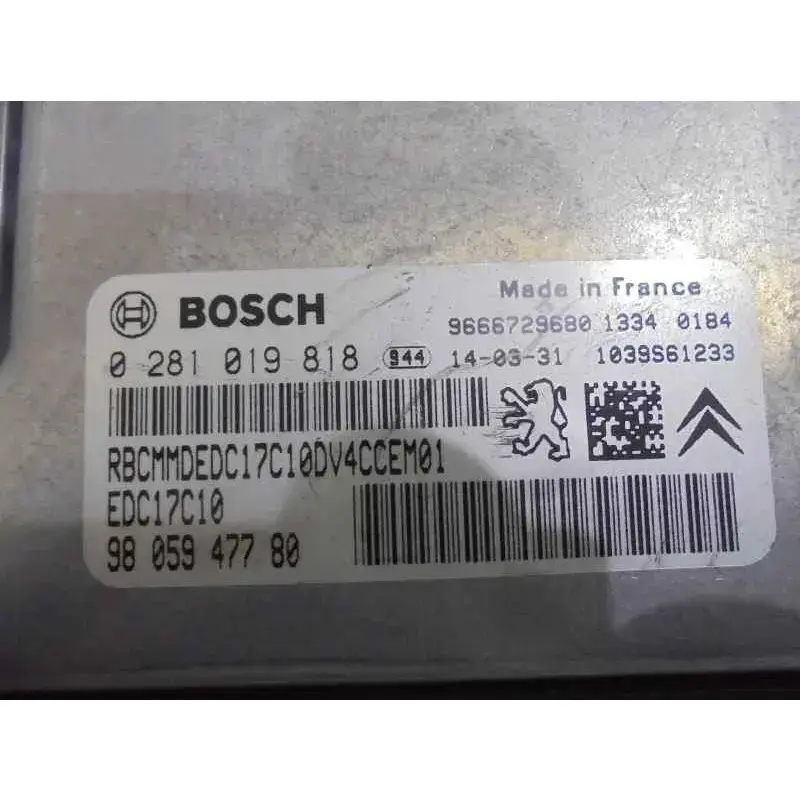 BOSCH
Made in France
9666729680 1334 0184
0 281 019 818 944 14-03-31 1039S61233
RBCMMDEDC17C10DV4CCEM01
EDC17C10
98 059 477 80